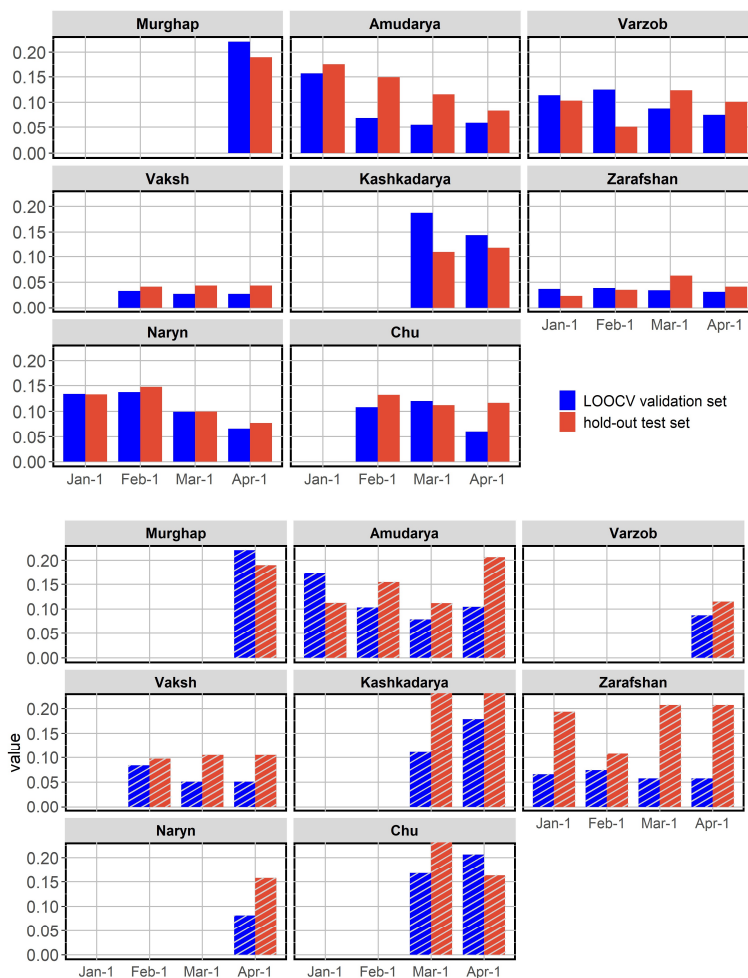 Murghap Amudarya Varzob
0.20
0.15
0.10
0.05
0.00
Vaksh Kashkadarya Zarafshan
0.20
0.15
0.10
0.05
0.00
Jan-1 Feb-1 Mar-1 Apr-1
Naryn Chu
0.20
0.15
0.10
0.05
0.00
Jan-1 Feb-1 Mar-1 Apr-1 Jan-1 Feb-1 Mar-1 Apr-1
LOOCV validation set
hold-out test set
Murghap Amudarya Varzob
0.20
0.15
0.10
0.05
0.00
value
Vaksh Kashkadarya Zarafshan
0.20
0.15
0.10
0.05
0.00
Jan-1 Feb-1 Mar-1 Apr-1
Naryn Chu
0.20
0.15
0.10
0.05
0.00
Jan-1 Feb-1 Mar-1 Apr-1 Jan-1 Feb-1 Mar-1 Apr-1